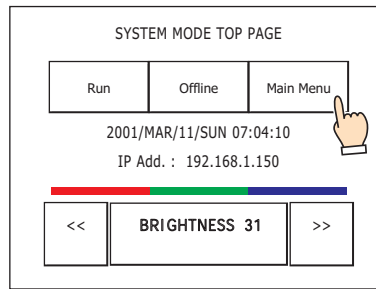 SYSTEM MODE TOP PAGE
Run Offline Main Menu
2001/MAR/11/SUN 07:04:10
IP Add. : 192.168.1.150
<< BRIGHTNESS 31 >>